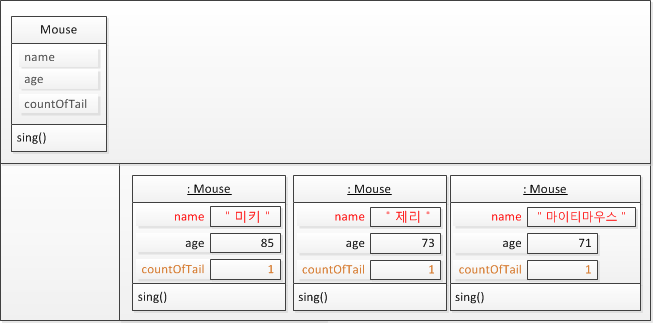 Mouse
name
age
countOfTail
sing()
: Mouse
name " 미키 "
age 85
countOfTail 1
sing()
: Mouse
name " 제리 "
age 73
countOfTail 1
sing()
: Mouse
name " 마이티마우스 "
age 71
countOfTail 1
sing()